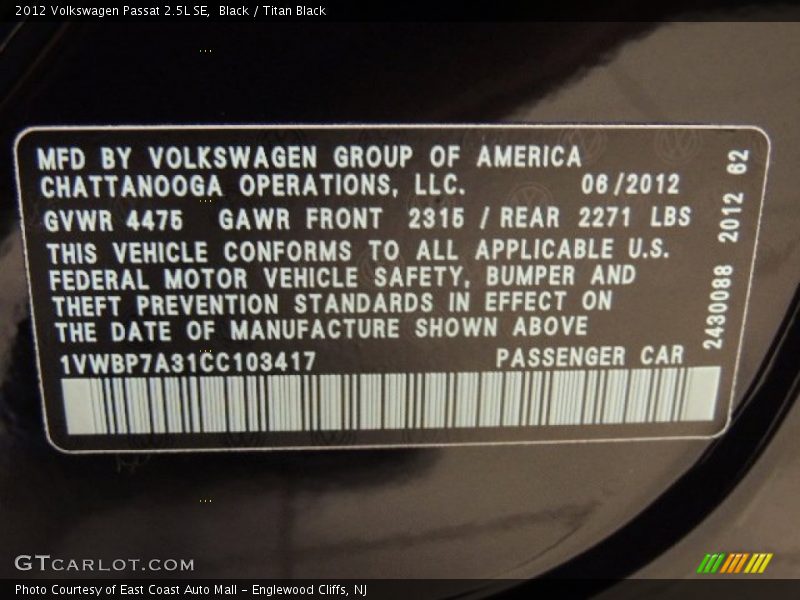 2012 Volkswagen Passat 2.5L SE, Black / Titan Black
MFD BY VOLKSWAGEN GROUP OF AMERICA
CHATTANOOGA OPERATIONS, LLC. 06/2012
GVWR 4475 GAWR FRONT 2315 / REAR 2271 LBS
THIS VEHICLE CONFORMS TO ALL APPLICABLE U.S.
FEDERAL MOTOR VEHICLE SAFETY, BUMPER AND
THEFT PREVENTION STANDARDS IN EFFECT ON
THE DATE OF MANUFACTURE SHOWN ABOVE
1VWBP7A31CC103417 PASSENGER CAR
2430088 2012 62
GTCARLOT.COM
Photo Courtesy of East Coast Auto Mall - Englewood Cliffs, NJ